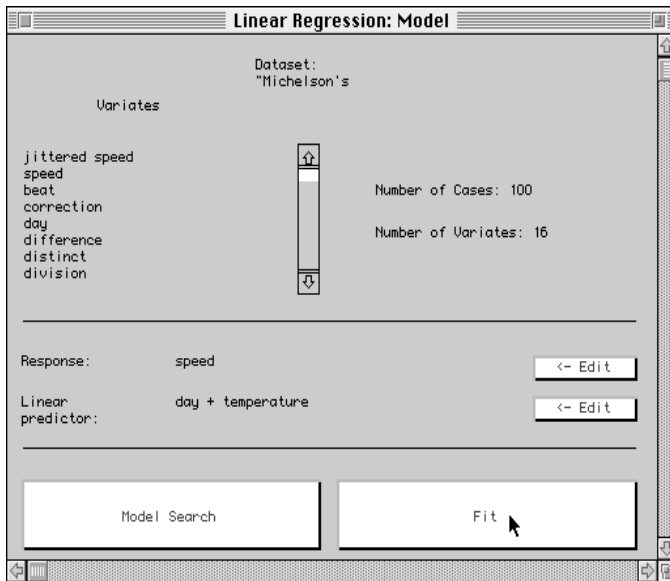 Linear Regression: Model
Dataset:
"Michelson's
Variates
jittered speed
speed
beat
correction
day
difference
distinct
division
Number of Cases: 100
Number of Variates: 16
Response: speed
<- Edit
Linear predictor: day + temperature
<- Edit
Model Search
Fit